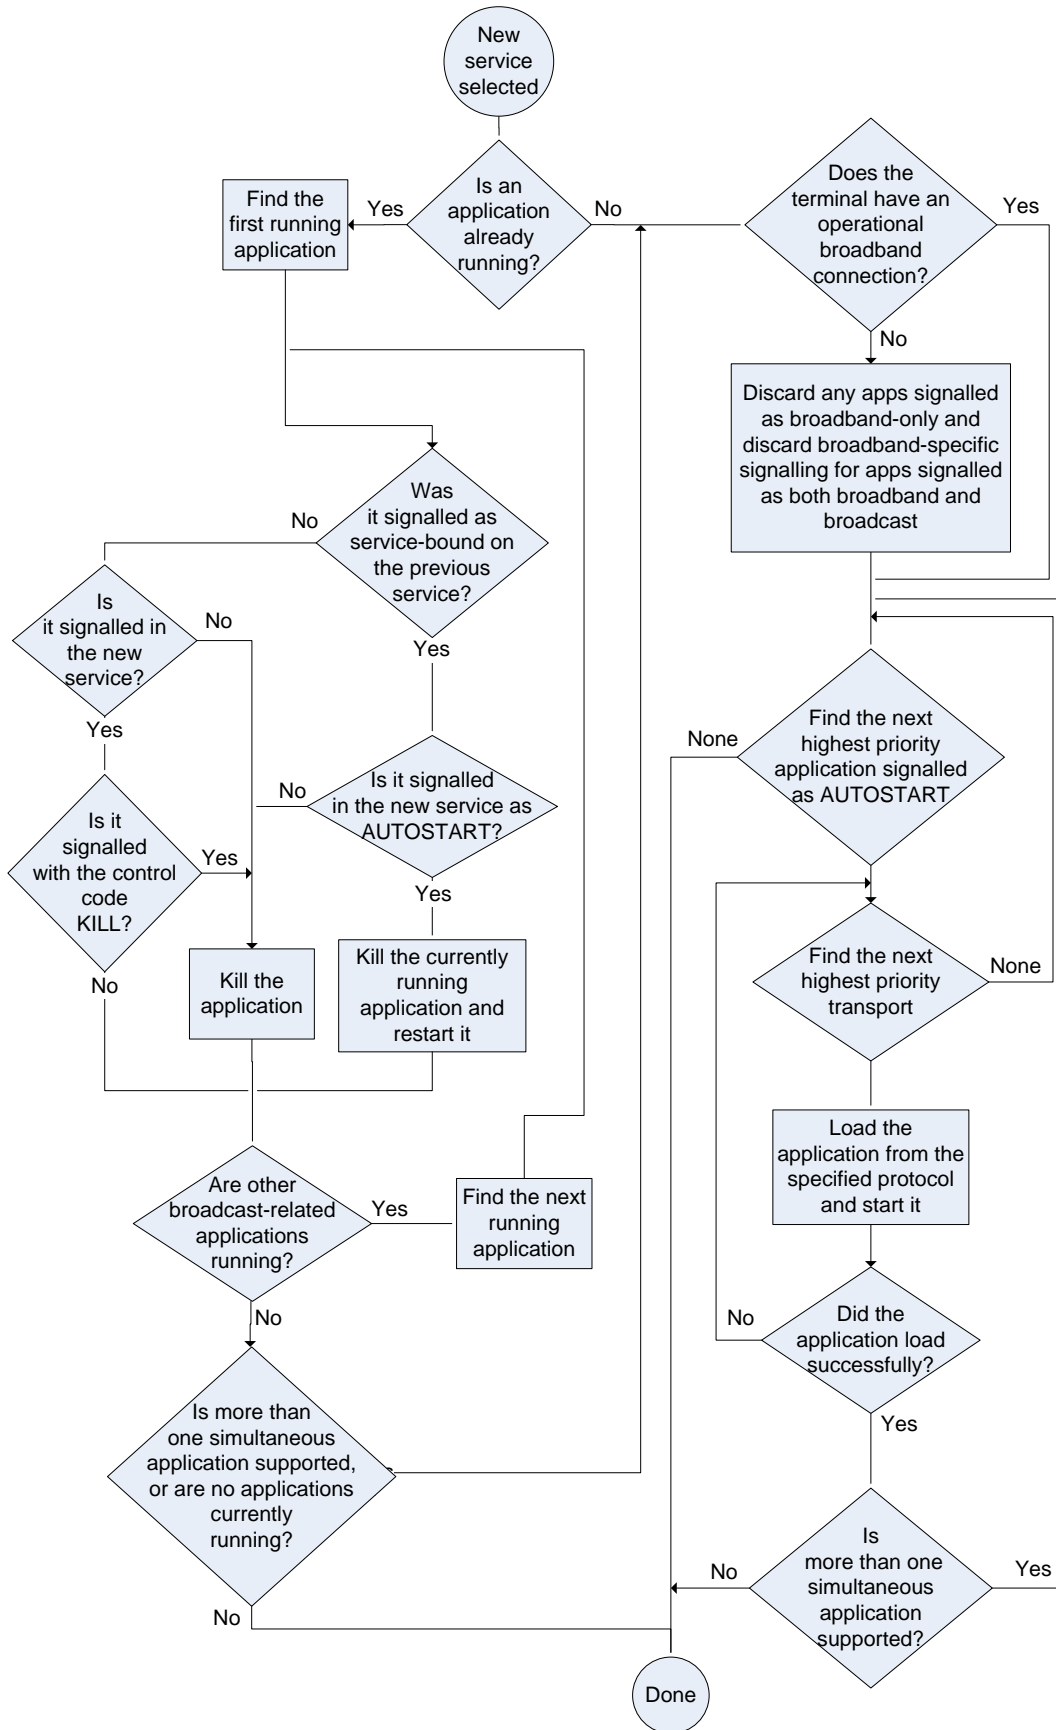 New
service
selected
Is an
application
already
running?
Yes
No
Find the
first running
application
Does the
terminal have an
operational
broadband
connection?
Yes
No
Discard any apps signalled
as broadband-only and
discard broadband-specific
signalling for apps signalled
as both broadband and
broadcast
Was
it signalled as
service-bound on
the previous
service?
No
Yes
Is
it signalled in
the new
service?
No
Yes
Is it signalled
in the new service as
AUTOSTART?
No
Yes
Is it
signalled
with the control
code
KILL?
Yes
No
Kill the
application
Kill the currently
running
application and
restart it
Find the next
highest priority
application signalled
as AUTOSTART
None
Find the next
highest priority
transport
None
Load the
application from the
specified protocol
and start it
Are other
broadcast-related
applications
running?
Yes
No
Find the next
running
application
Did the
application load
successfully?
No
Yes
Is more than
one simultaneous
application supported,
or are no applications
currently
running?
No
Is
more than one
simultaneous
application
supported?
No
Yes
Done